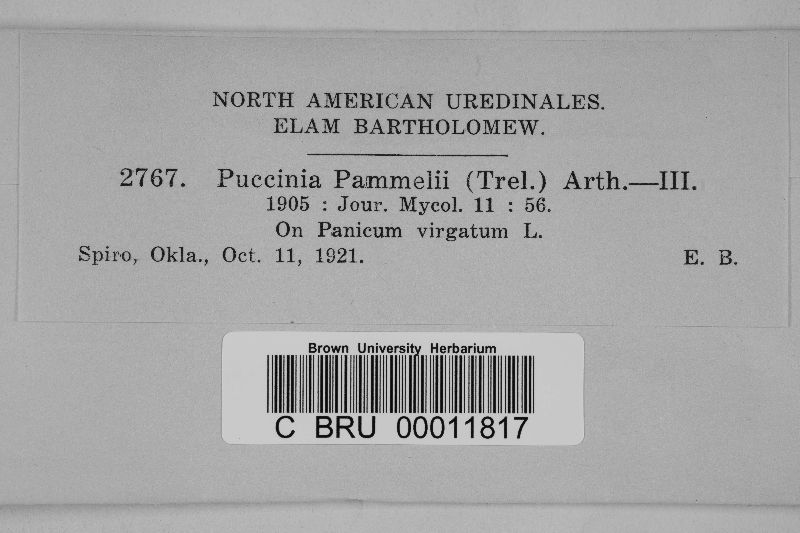 NORTH AMERICAN UREDINALES.
ELAM BARTHOLOMEW.
2767. Puccinia Pammelii (Trel.) Arth.—III.
1905 : Jour. Mycol. 11 : 56.
On Panicum virgatum L.
Spiro, Okla., Oct. 11, 1921. E. B.
Brown University Herbarium
C BRU 00011817